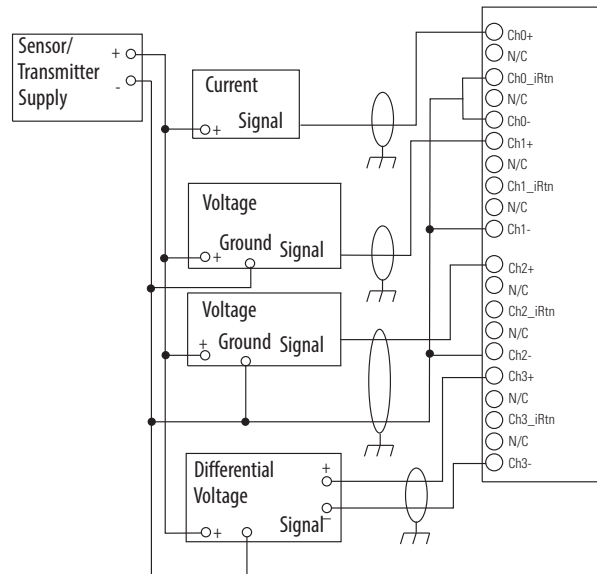 Sensor/
Transmitter
Supply
+
-
Current
Signal
+
Voltage
Ground Signal
+
Voltage
Ground Signal
+
Differential
Voltage
+
Signal
–
+
Ch0+
N/C
Ch0_iRtn
N/C
Ch0-
Ch1+
N/C
Ch1_iRtn
N/C
Ch1-
Ch2+
N/C
Ch2_iRtn
N/C
Ch2-
Ch3+
N/C
Ch3_iRtn
N/C
Ch3-